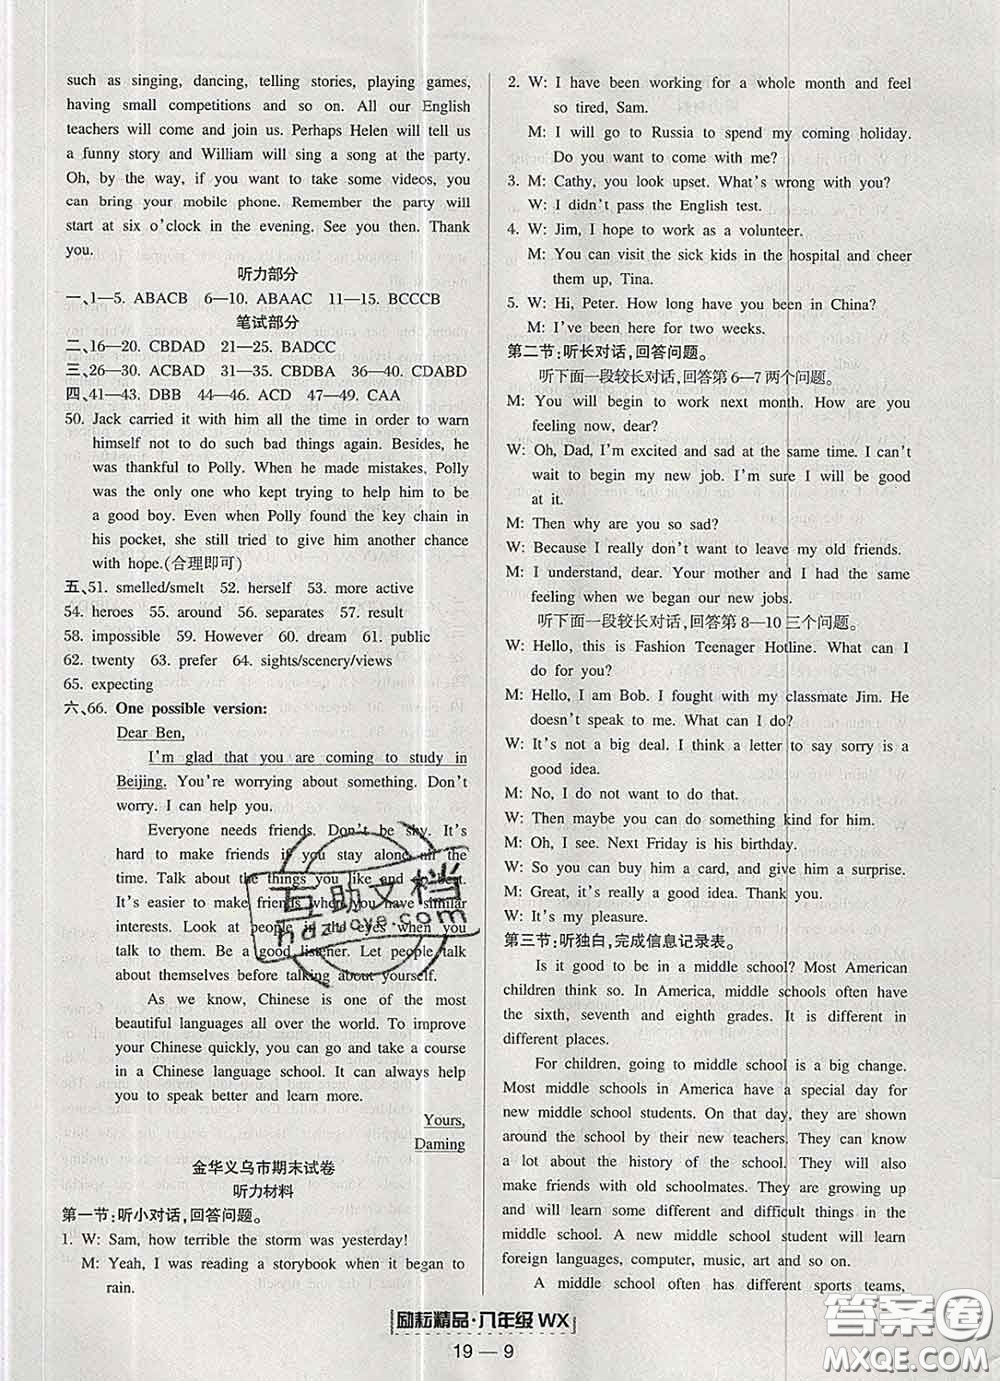 such as singing, dancing, telling stories, playing games,
having small competitions and so on. All our English
teachers will come and join us. Perhaps Helen will tell us
a funny story and William will sing a song at the party.
Oh, by the way, if you want to take some videos, you
can bring your mobile phone. Remember the party will
start at six o'clock in the evening. See you then. Thank
you.
听力部分
一、1—5. ABACB 6—10. ABAAC 11—15. BCCCB
笔试部分
二、16—20. CBDAD 21—25. BADCC
三、26—30. ACBAD 31—35. CBDBA 36—40. CDABD
四、41—43. DBB 44—46. ACD 47—49. CAA
50. Jack carried it with him all the time in order to warn
himself not to do such bad things again. Besides, he
was thankful to Polly. When he made mistakes, Polly
was the only one who kept trying to help him to be
a good boy. Even when Polly found the key chain in
his pocket, she still tried to give him another chance
with hope.(合理即可)
五、51. smelled/smelt 52. herself 53. more active
54. heroes 55. around 56. separates 57. result
58. impossible 59. However 60. dream 61. public
62. twenty 63. prefer 64. sights/scenery/views
65. expecting
六、66. One possible version:
Dear Ben,
I'm glad that you are coming to study in
Beijing. You're worrying about something. Don't
worry. I can help you.
Everyone needs friends. Don't be shy. It's
hard to make friends if you stay alone all the
time. Talk about the things you like and
It's easier to make friends when you have similar
interests. Look at people in the eyes when you
talk to them. Be a good listener. Let people talk
about themselves before talking about yourself.
As we know, Chinese is one of the most
beautiful languages all over the world. To improve
your Chinese quickly, you can go and take a course
in a Chinese language school. It can always help
you to speak better and learn more.
Yours,
Daming
金华义乌市期末试卷
听力材料
第一节:听小对话,回答问题。
1. W: Sam, how terrible the storm was yesterday!
M: Yeah, I was reading a storybook when it began to
rain.
2. W: I have been working for a whole month and feel
so tired, Sam.
M: I will go to Russia to spend my coming holiday.
Do you want to come with me?
3. M: Cathy, you look upset. What's wrong with you?
W: I didn't pass the English test.
4. W: Jim, I hope to work as a volunteer.
M: You can visit the sick kids in the hospital and cheer
them up, Tina.
5. W: Hi, Peter. How long have you been in China?
M: I've been here for two weeks.
第二节:听长对话,回答问题。
听下面一段较长对话,回答第 6—7 两个问题。
M: You will begin to work next month. How are you
feeling now, dear?
W: Oh, Dad, I'm excited and sad at the same time. I can't
wait to begin my new job. I'm sure I will be good
at it.
M: Then why are you so sad?
W: Because I really don't want to leave my old friends.
M: I understand, dear. Your mother and I had the same
feeling when we began our new jobs.
听下面一段较长对话,回答第 8—10 三个问题。
W: Hello, this is Fashion Teenager Hotline. What can I
do for you?
M: Hello, I am Bob. I fought with my classmate Jim. He
doesn't speak to me. What can I do?
W: It's not a big deal. I think a letter to say sorry is a
good idea.
M: No, I do not want to do that.
W: Then maybe you can do something kind for him.
M: Oh, I see. Next Friday is his birthday.
W: So you can buy him a card, and give him a surprise.
M: Great, it's really a good idea. Thank you.
W: It's my pleasure.
第三节:听独白,完成信息记录表。
Is it good to be in a middle school? Most American
children think so. In America, middle schools often have
the sixth, seventh and eighth grades. It is different in
different places.
For children, going to middle school is a big change.
Most middle schools in America have a special day for
new middle school students. On that day, they are shown
around the school by their new teachers. They can know
a lot about the history of the school. They will also
make friends with other students. They will be excited
and will learn some different and difficult things in the
middle school. A new middle school student will learn
foreign languages, computer, music, art and so on.
A middle school often has different sports teams,
励耘精品·八年级 WX
19 — 9
互助文档
hdzuoye.com
答案圈
MXQE.COM